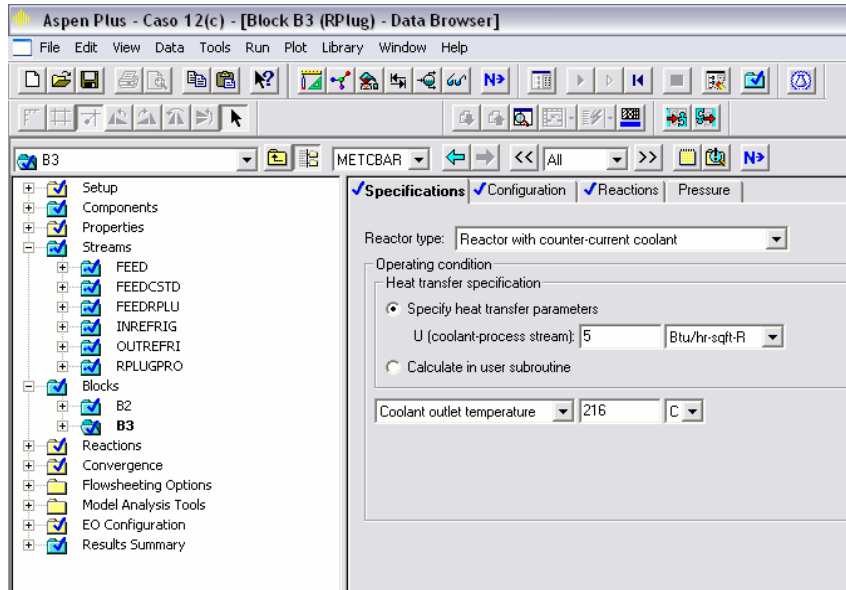 Aspen Plus - Caso 12(c) - [Block B3 (RPlug) - Data Browser]
File Edit View Data Tools Run Plot Library Window Help
N>
B3 METCBAR << All >> N>
Setup
Components
Properties
Streams
FEED
FEEDCSTD
FEEDRPLU
INREFRIG
OUTREFRI
RPLUGPRO
Blocks
B2
B3
Reactions
Convergence
Flowsheeting Options
Model Analysis Tools
EO Configuration
Results Summary
Specifications Configuration Reactions Pressure
Reactor type: Reactor with counter-current coolant
Operating condition
Heat transfer specification
Specify heat transfer parameters
U (coolant-process stream): 5 Btu/hr-sqft-R
Calculate in user subroutine
Coolant outlet temperature 216 C